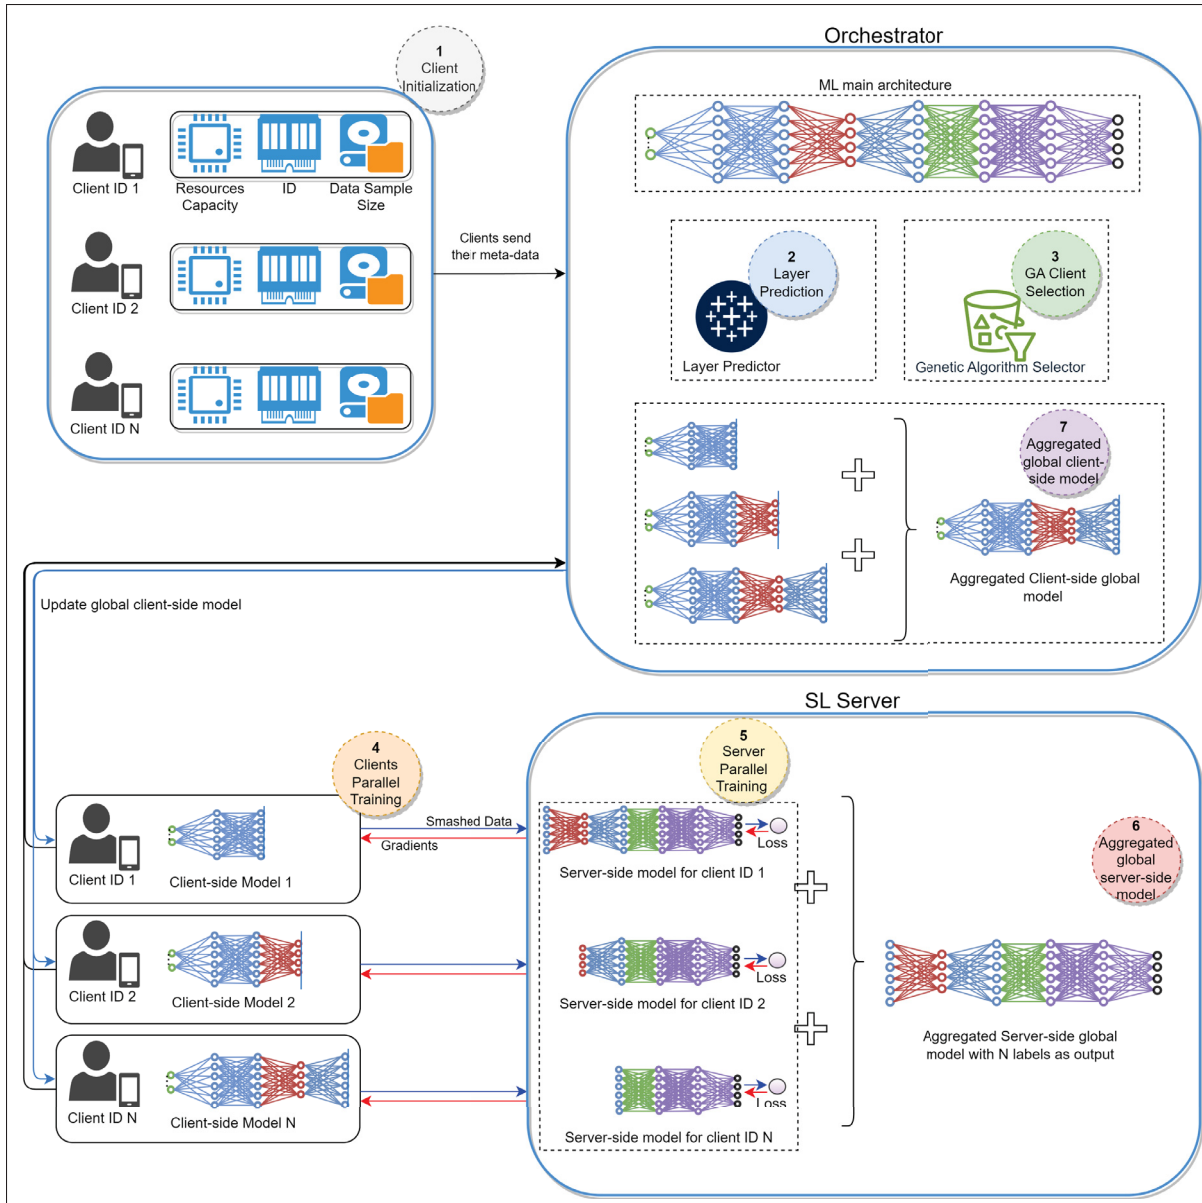 Orchestrator
1
Client
Initialization
ML main architecture
Client ID 1
Resources
Capacity
ID
Data Sample
Size
Clients send
their meta-data
Client ID 2
Client ID N
2
Layer
Prediction
Layer Predictor
3
GA Client
Selection
Genetic Algorithm Selector
7
Aggregated
global client-
side model
Aggregated Client-side global
model
Update global client-side model
SL Server
4
Clients
Parallel
Training
5
Server
Parallel
Training
6
Aggregated
global
server-side
model
Client ID 1
Client-side Model 1
Smashed Data
Gradients
Loss
Server-side model for client ID 1
Client ID 2
Client-side Model 2
Loss
Server-side model for client ID 2
Client ID N
Client-side Model N
Loss
Server-side model for client ID N
Aggregated Server-side global
model with N labels as output